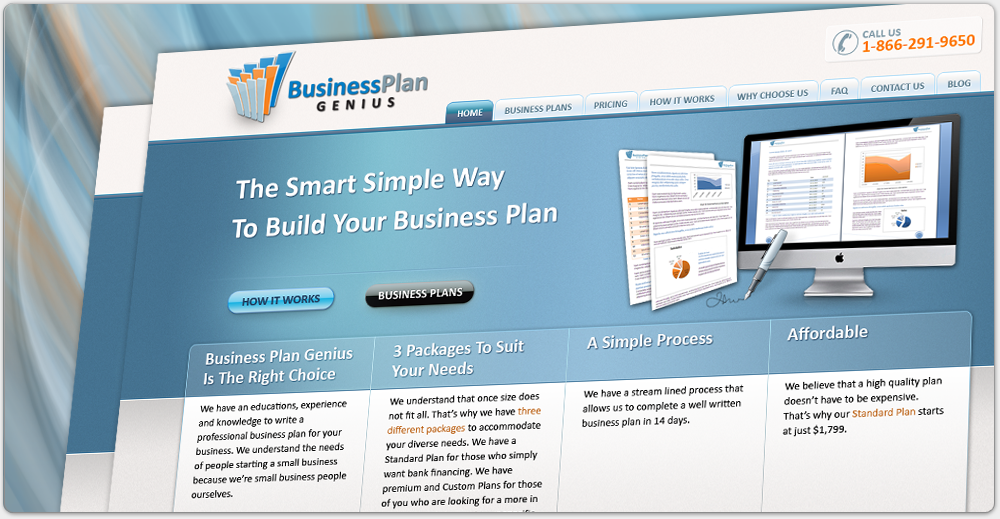 BusinessPlan
GENIUS
CALL US
1-866-291-9650
HOME
BUSINESS PLANS
PRICING
HOW IT WORKS
WHY CHOOSE US
FAQ
CONTACT US
BLOG
The Smart Simple Way
To Build Your Business Plan
HOW IT WORKS
BUSINESS PLANS
Business Plan Genius
Is The Right Choice
We have an educations, experience
and knowledge to write a
professional business plan for your
business. We understand the needs
of people starting a small business
because we're small business people
ourselves.
3 Packages To Suit
Your Needs
We understand that once size does
not fit all. That's why we have three
different packages to accommodate
your diverse needs. We have a
Standard Plan for those who simply
want bank financing. We have
premium and Custom Plans for those
of you who are looking for a more in
A Simple Process
We have a stream lined process that
allows us to complete a well written
business plan in 14 days.
Affordable
We believe that a high quality plan
doesn't have to be expensive.
That's why our Standard Plan starts
at just $1,799.